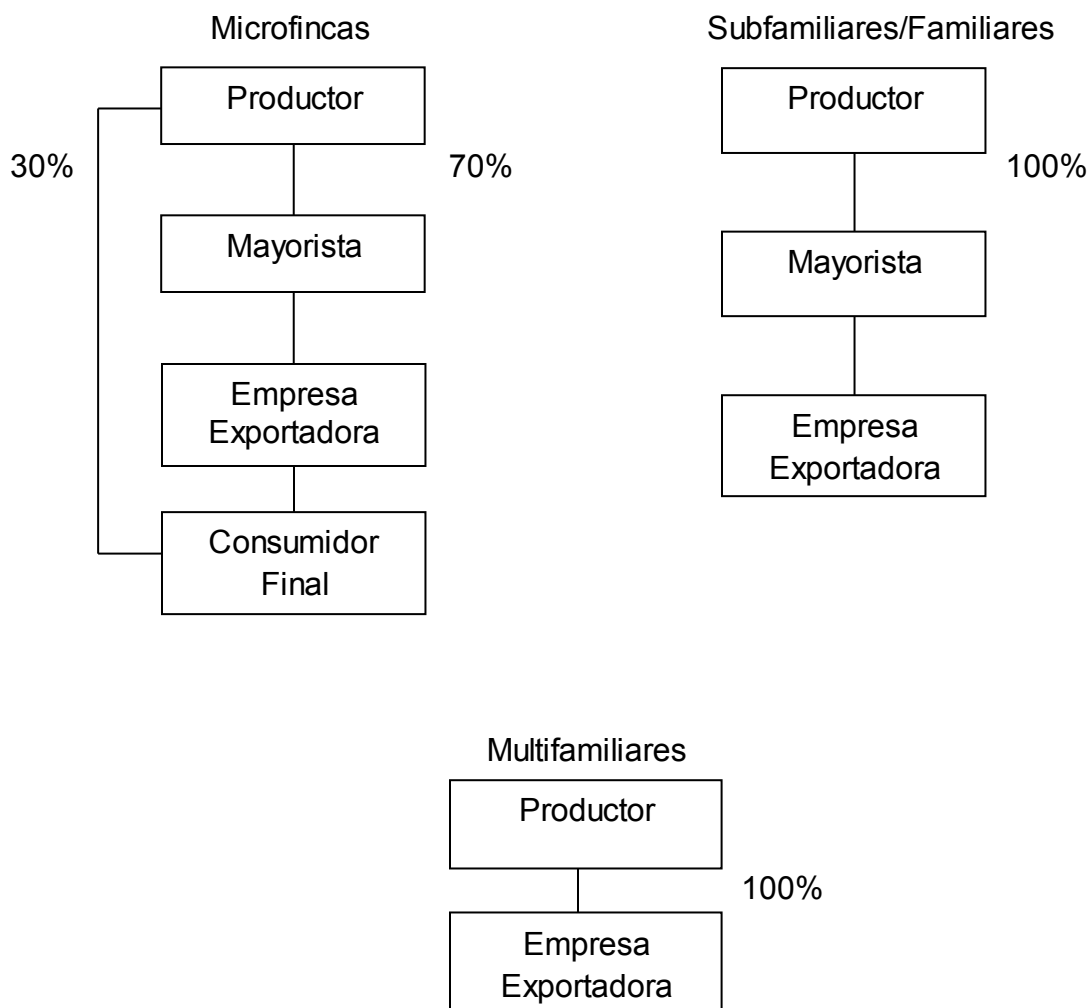 Microfincas
Productor
30%
70%
Mayorista
Empresa
Exportadora
Consumidor
Final
Subfamiliares/Familiares
Productor
100%
Mayorista
Empresa
Exportadora
Multifamiliares
Productor
100%
Empresa
Exportadora